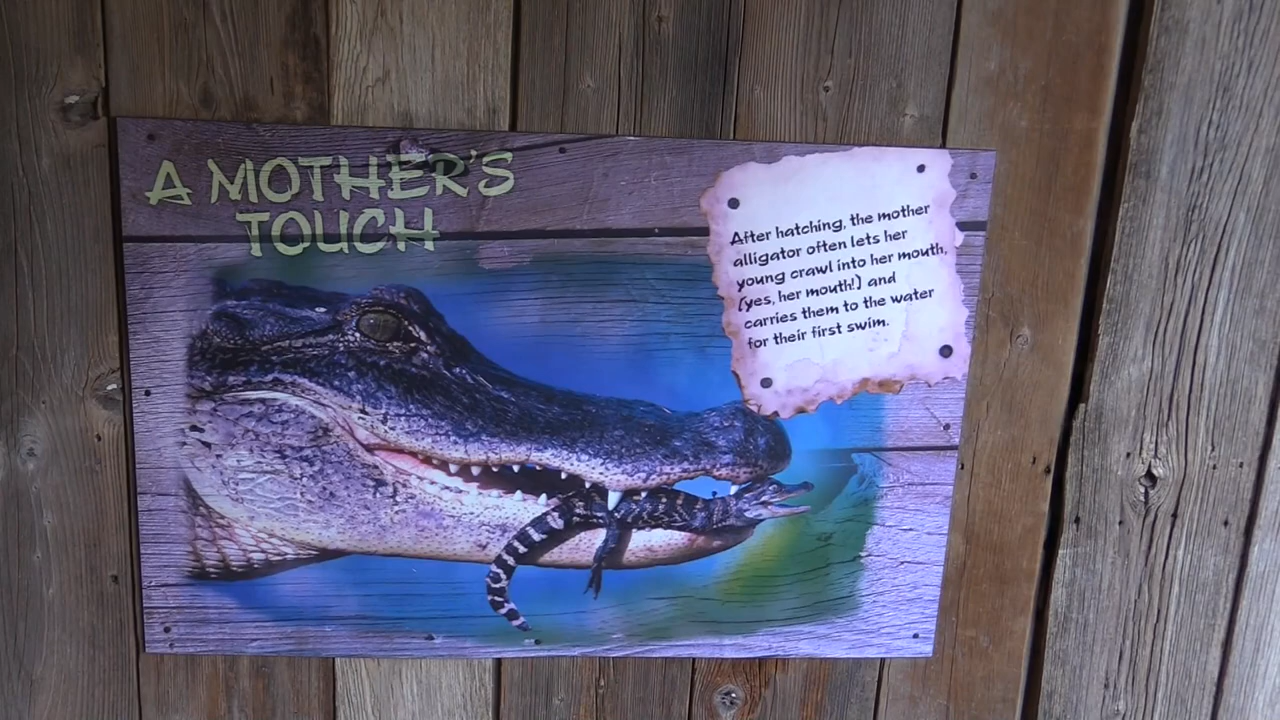 A MOTHER'S
TOUCH
After hatching, the mother
alligator often lets her
young crawl into her mouth,
(yes, her mouth!) and
carries them to the water
for their first swim.